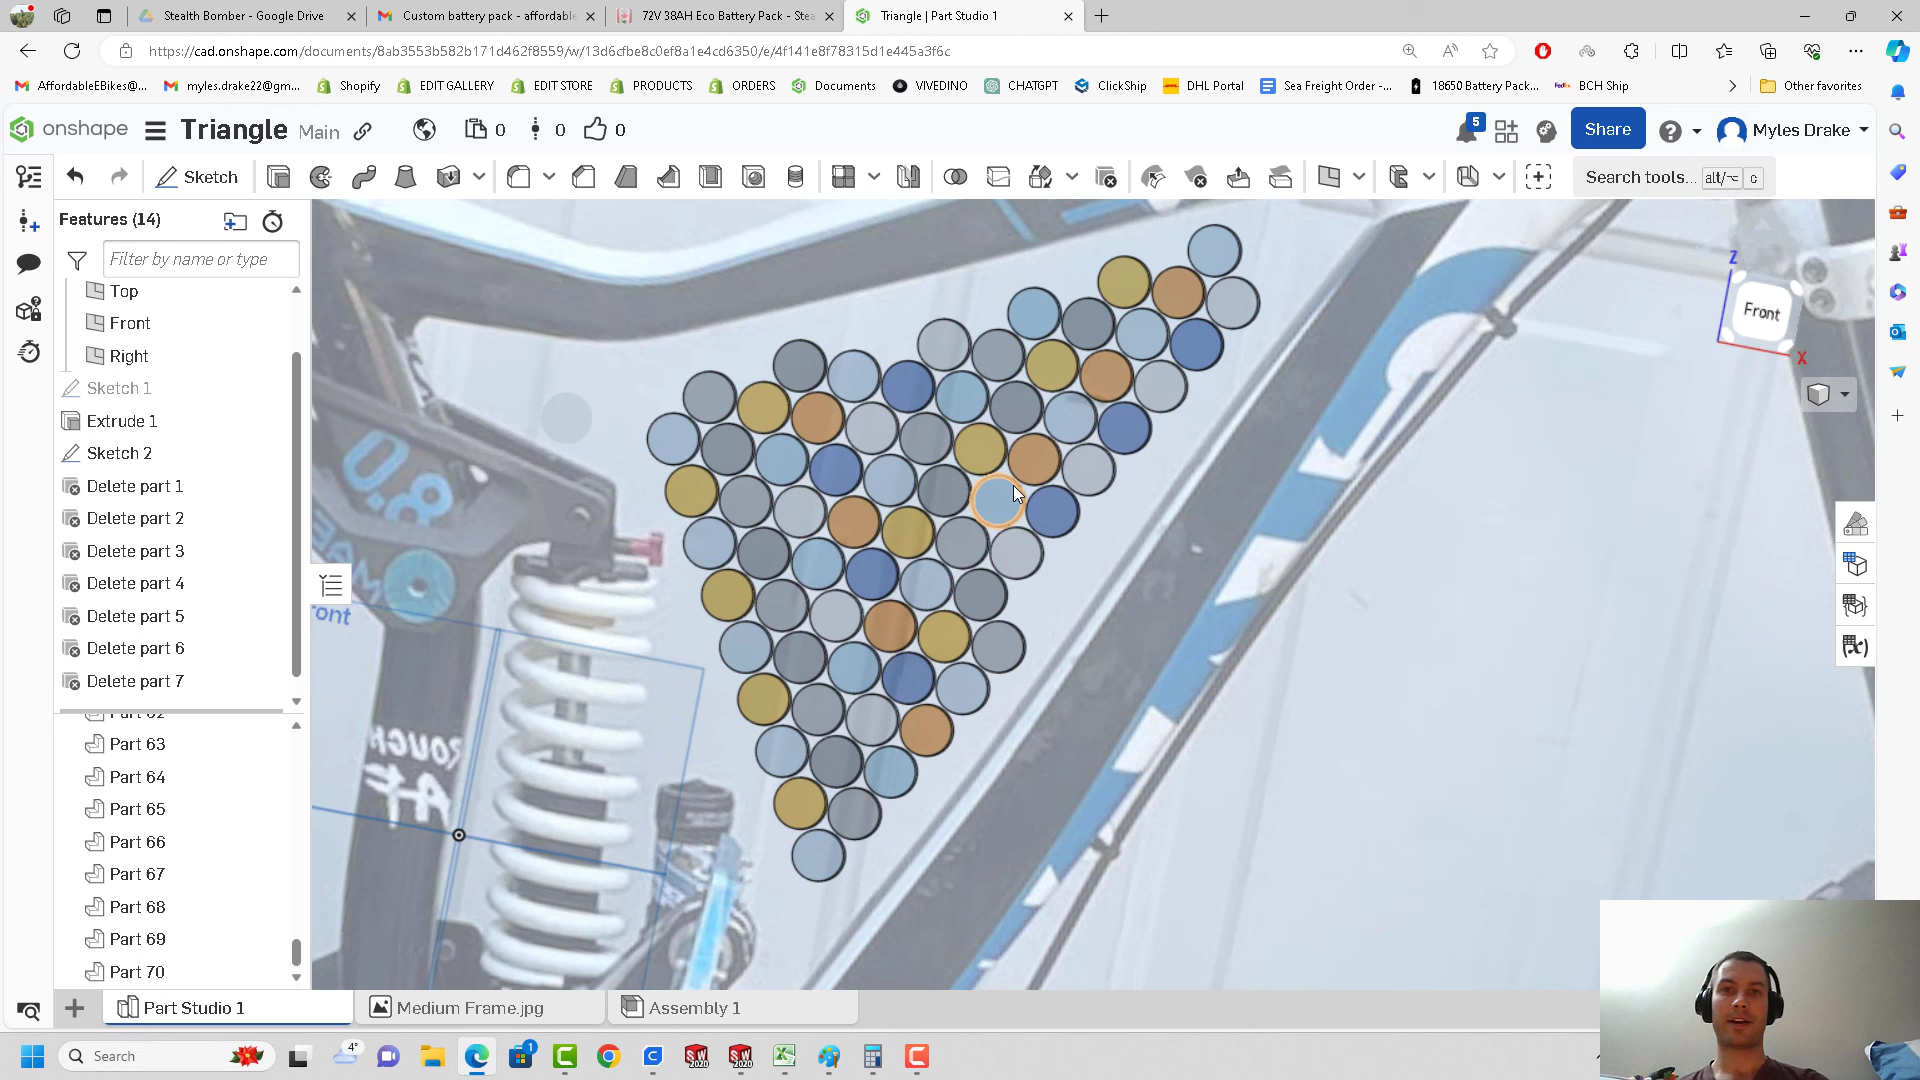 Stealth Bomber - Google Drive
Custom battery pack - affordable
72V 38AH Eco Battery Pack - Stea
Triangle | Part Studio 1
https://cad.onshape.com/documents/8ab3553b582b171d462f8559/w/13d6cfbe8c0ef8a1e4cd6350/e/4f141e8f78315d1e445a3f6c
AffordableEBikes@...
myles.drake22@gm...
Shopify
EDIT GALLERY
EDIT STORE
PRODUCTS
ORDERS
Documents
VIVEDINO
CHATGPT
ClickShip
DHL Portal
Sea Freight Order -...
18650 Battery Pack...
BCH Ship
Other favorites
onshape
Triangle Main
0
0
0
5
Share
Myles Drake
Sketch
Search tools... alt/⌥ c
Features (14)
Filter by name or type
Top
Front
Right
Sketch 1
Extrude 1
Sketch 2
Delete part 1
Delete part 2
Delete part 3
Delete part 4
Delete part 5
Delete part 6
Delete part 7
Part 63
Part 64
Part 65
Part 66
Part 67
Part 68
Part 69
Part 70
ont
Z
Front
X
Part Studio 1
Medium Frame.jpg
Assembly 1
Search
4°
1